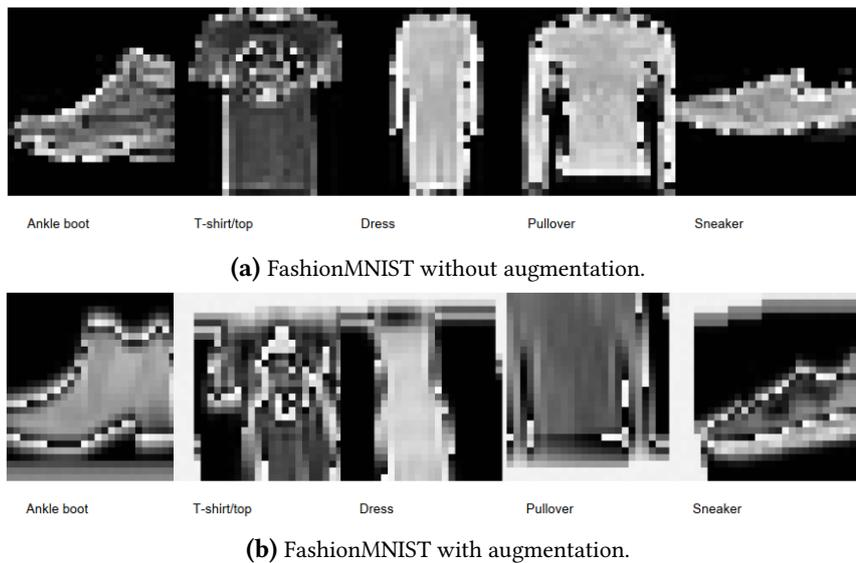 Ankle boot T-shirt/top Dress Pullover Sneaker
(a) FashionMNIST without augmentation.
Ankle boot T-shirt/top Dress Pullover Sneaker
(b) FashionMNIST with augmentation.